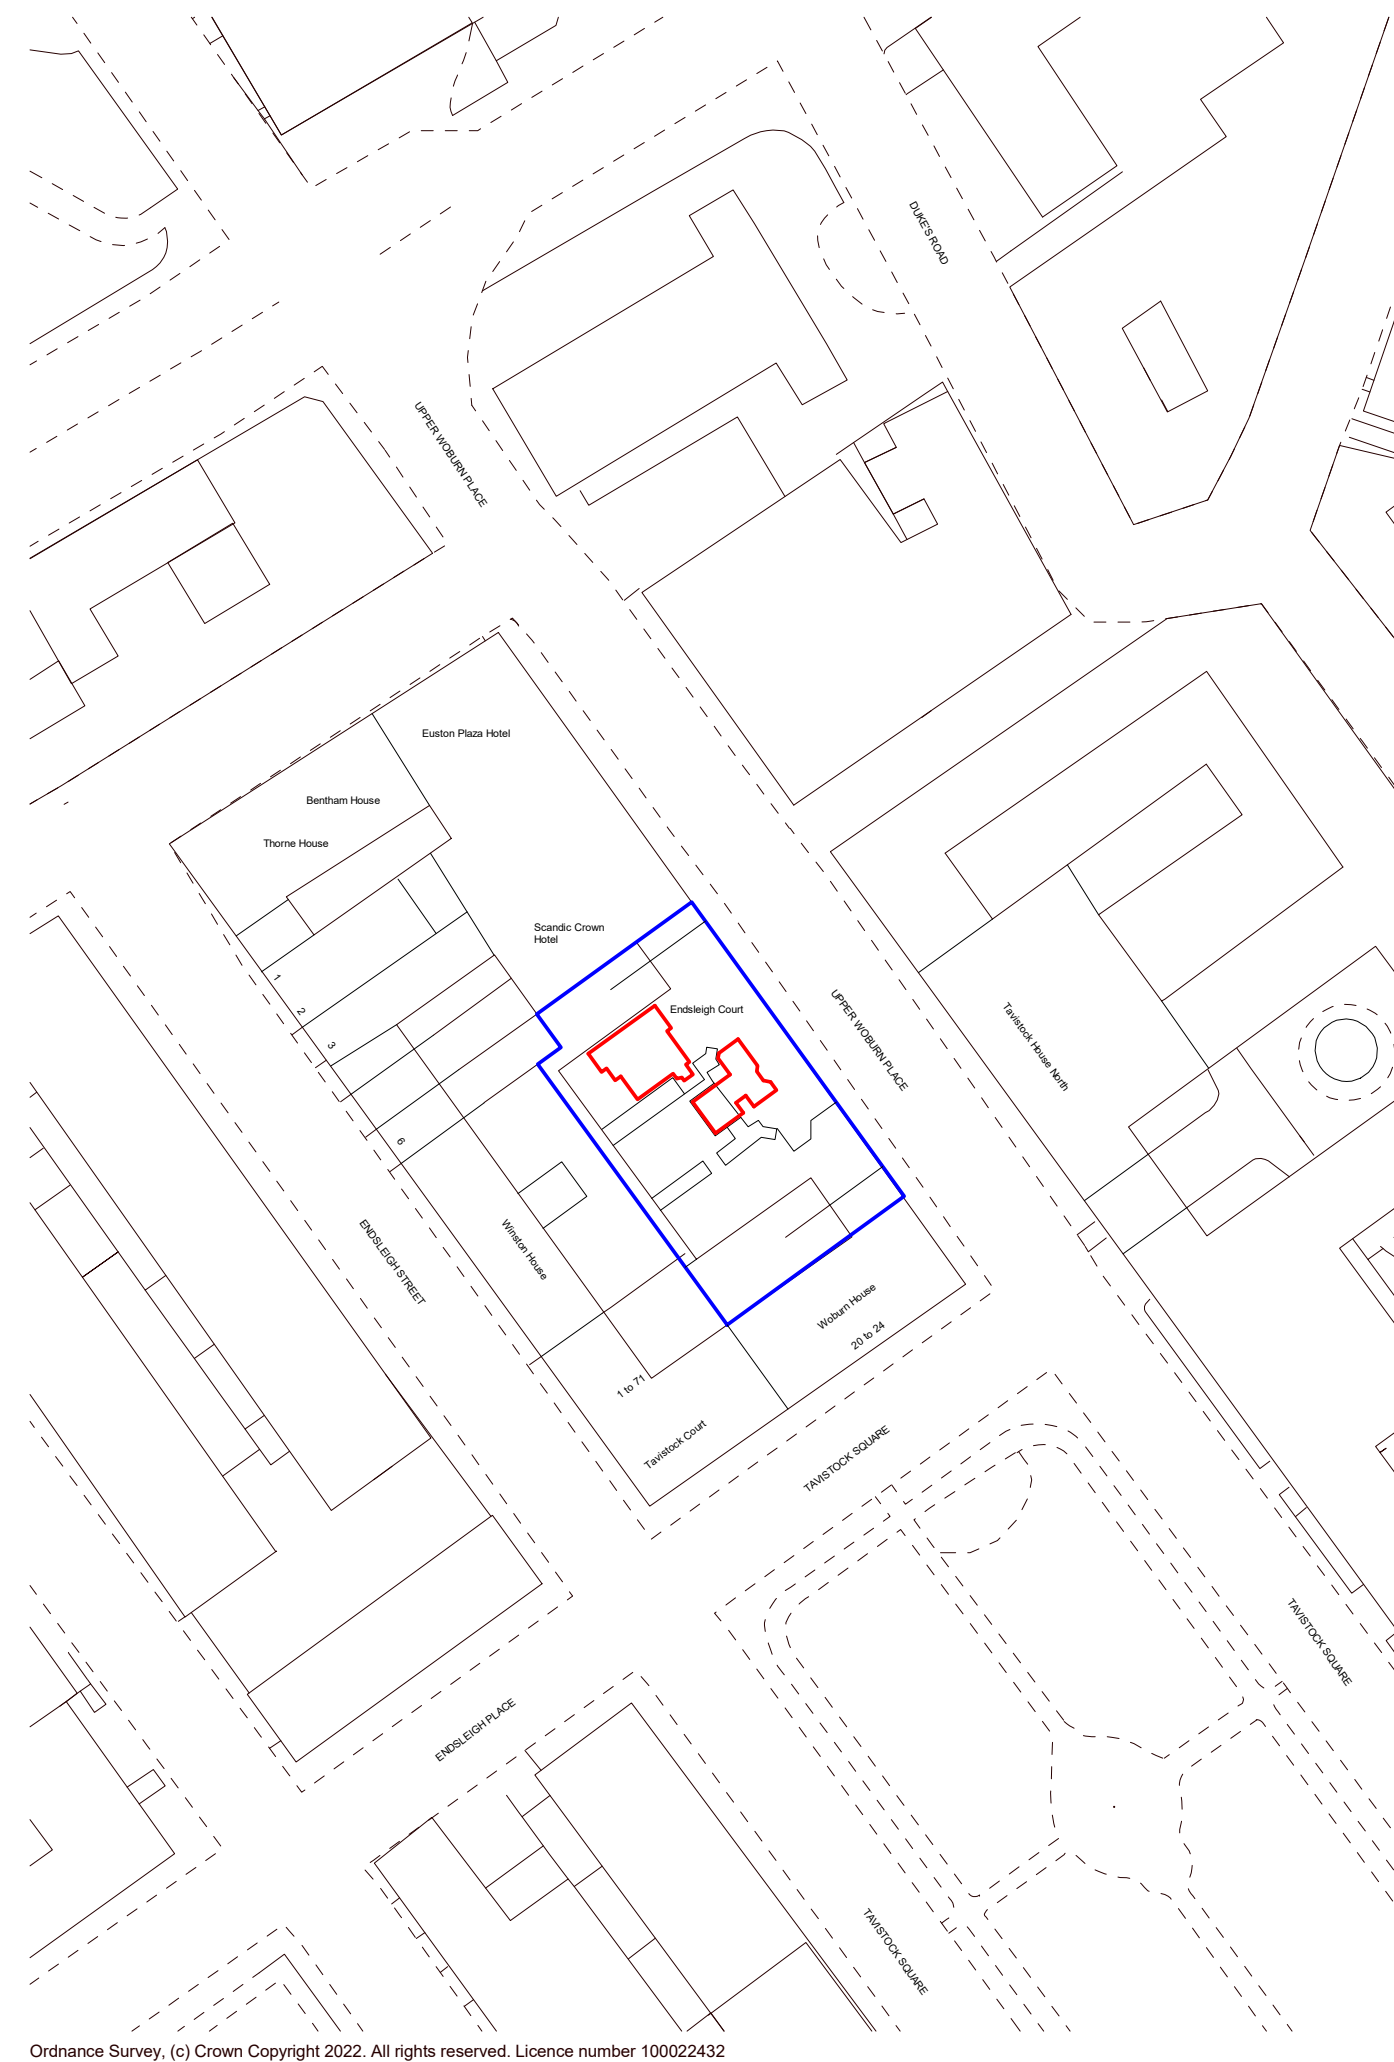 DUKE'S ROAD
UPPER WOBURN PLACE
Euston Plaza Hotel
Bentham House
Thorne House
Scandic Crown
Hotel
1
2
3
6
Endsleigh Court
UPPER WOBURN PLACE
Tavistock House North
ENDSLEIGH STREET
Winston House
Woburn House
20 to 24
1 to 71
Tavistock Court
TAVISTOCK SQUARE
TAVISTOCK SQUARE
ENDSLEIGH PLACE
TAVISTOCK SQUARE
Ordnance Survey, (c) Crown Copyright 2022. All rights reserved. Licence number 100022432